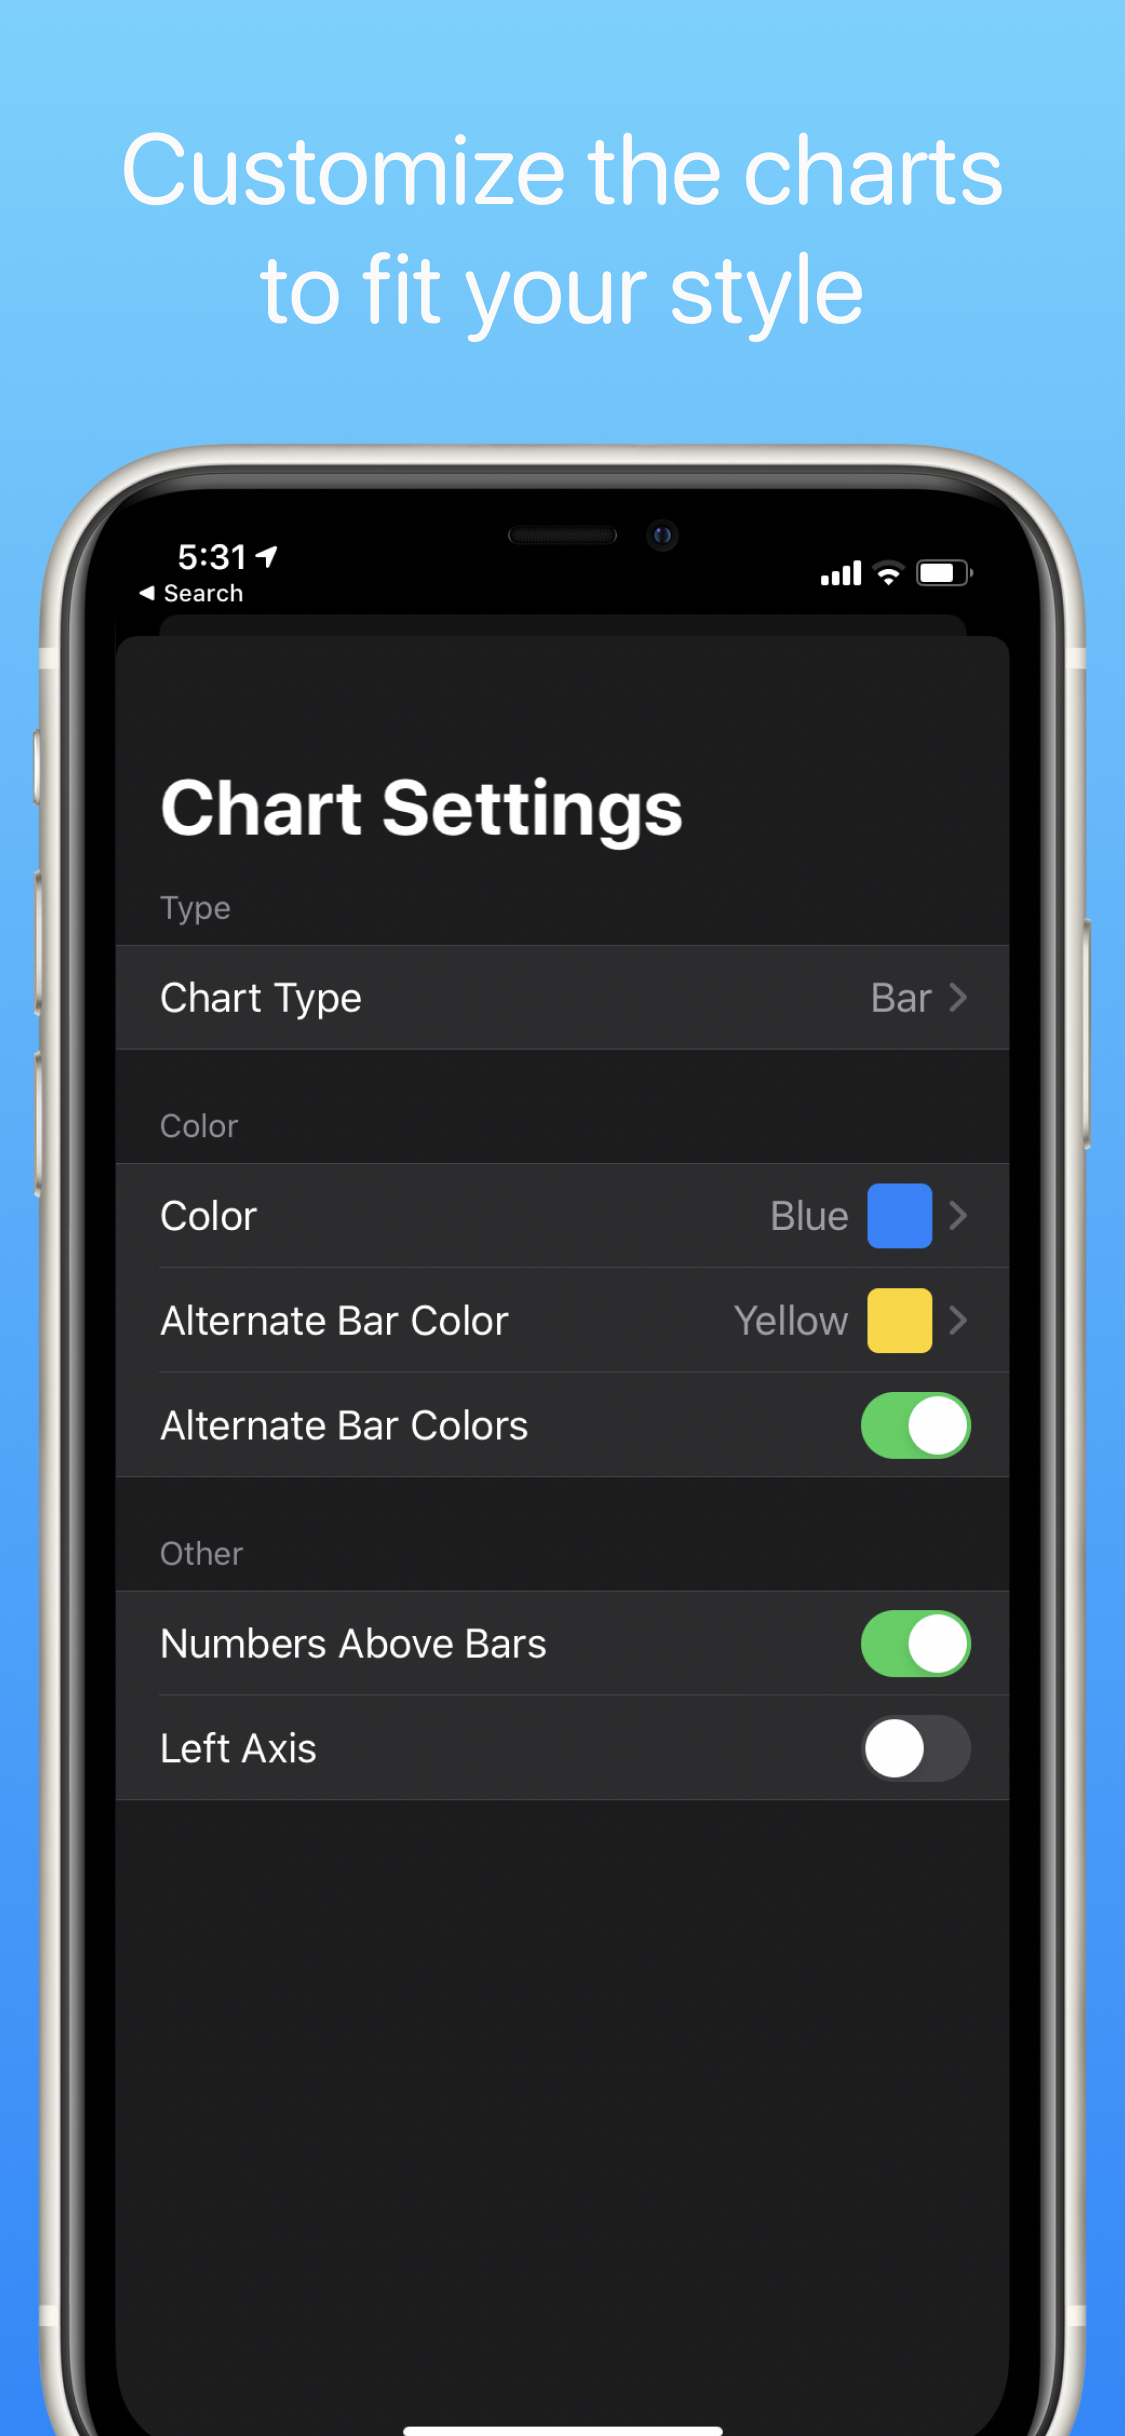 Customize the charts
to fit your style
5:31
◀ Search
Chart Settings
Type
Chart Type Bar
Color
Color Blue
Alternate Bar Color Yellow
Alternate Bar Colors
Other
Numbers Above Bars
Left Axis